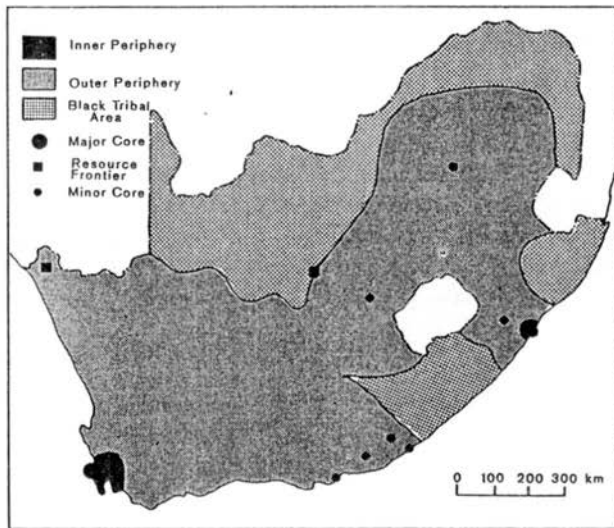 Inner Periphery
Outer Periphery
Black Tribal
Area
Major Core
Resource
Frontier
Minor Core
0 100 200 300 km